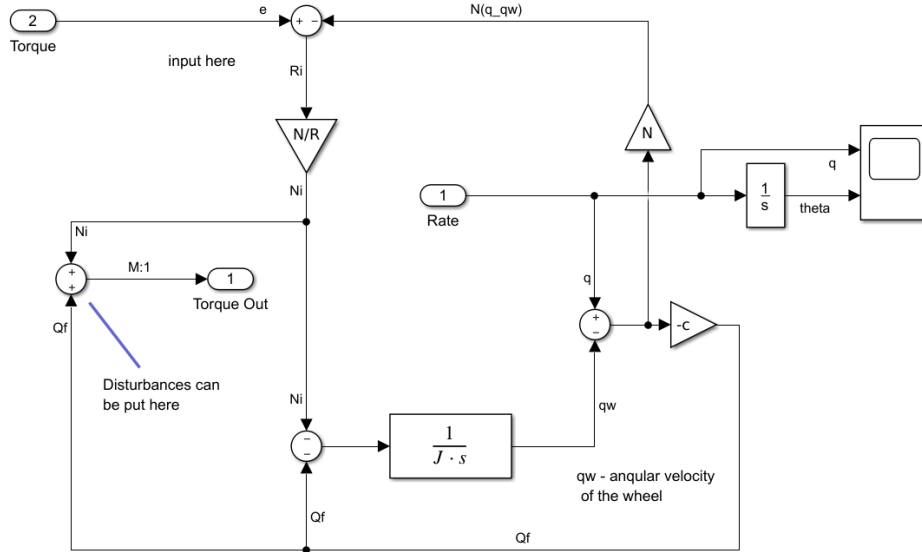 2
Torque
e
+ −
N(q_qw)
input here
Ri
N/R
N
Ni
1
Rate
1
s
q
theta
Ni
+
+
M:1
1
Torque Out
q
Qf
+
−
-c
Disturbances can
be put here
Ni
qw
−
−
1
J · s
qw - angular velocity
of the wheel
Qf
Qf